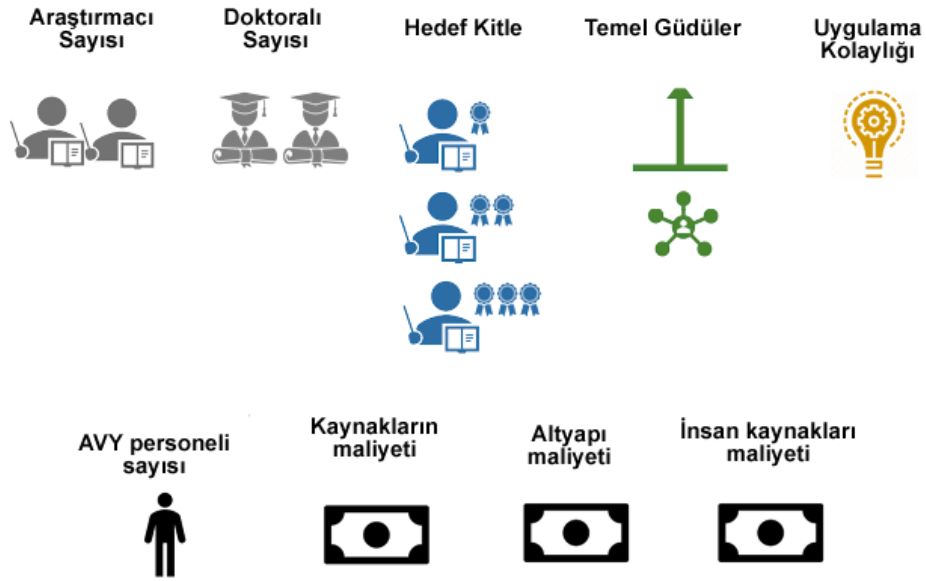 Araştırmacı
Sayısı
Doktoralı
Sayısı
Hedef Kitle
Temel Güdüler
Uygulama
Kolaylığı
AVY personeli
sayısı
Kaynakların
maliyeti
Altyapı
maliyeti
İnsan kaynakları
maliyeti